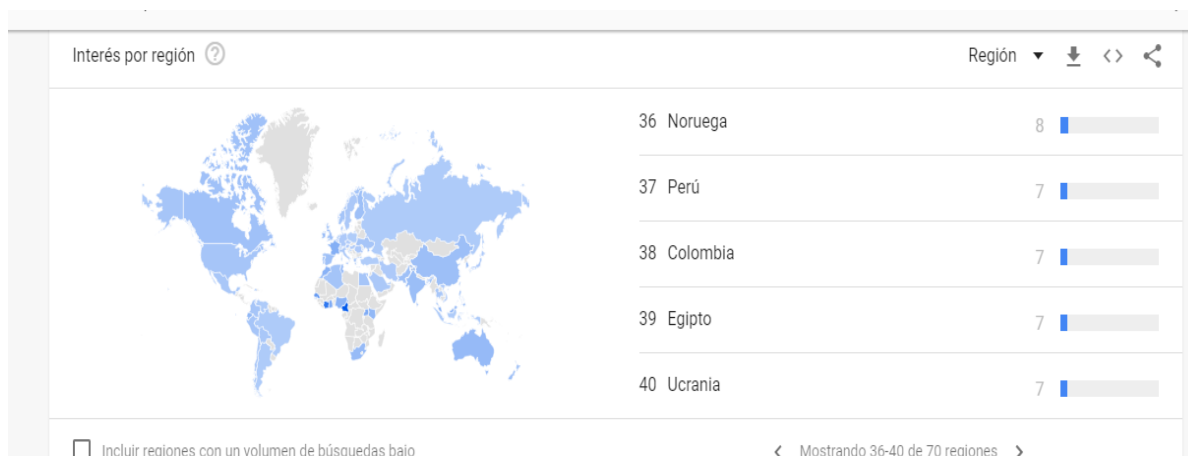 Interés por región
Región
36 Noruega 8
37 Perú 7
38 Colombia 7
39 Egipto 7
40 Ucrania 7
Incluir regiones con un volumen de búsquedas bajo
Mostrando 36-40 de 70 regiones